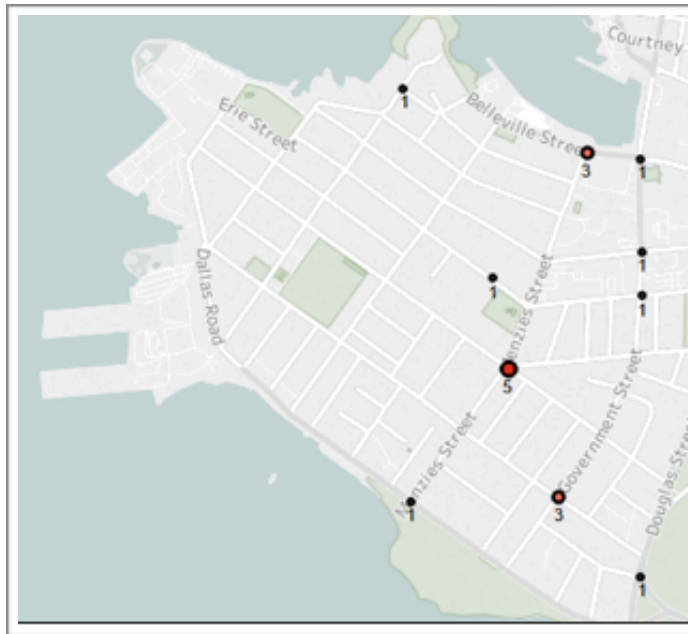 Courtney
Erie Street
Belleville Street
1
3
1
1
1
1
Dallas Road
Menzies Street
5
Government Street
Menzies Street
Douglas Stree
1
3
1